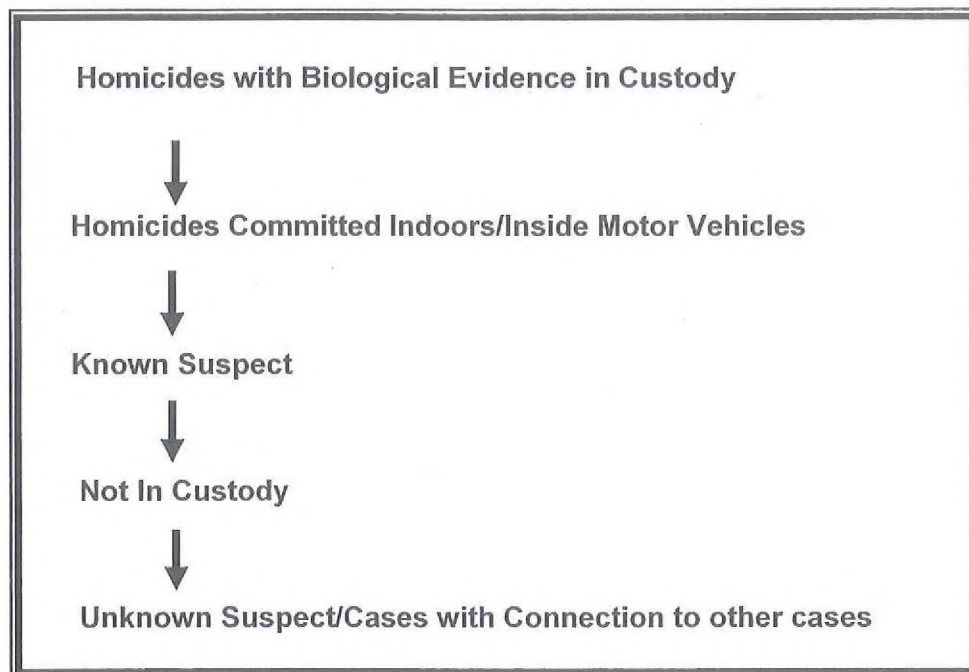 Homicides with Biological Evidence in Custody
Homicides Committed Indoors/Inside Motor Vehicles
Known Suspect
Not In Custody
Unknown Suspect/Cases with Connection to other cases